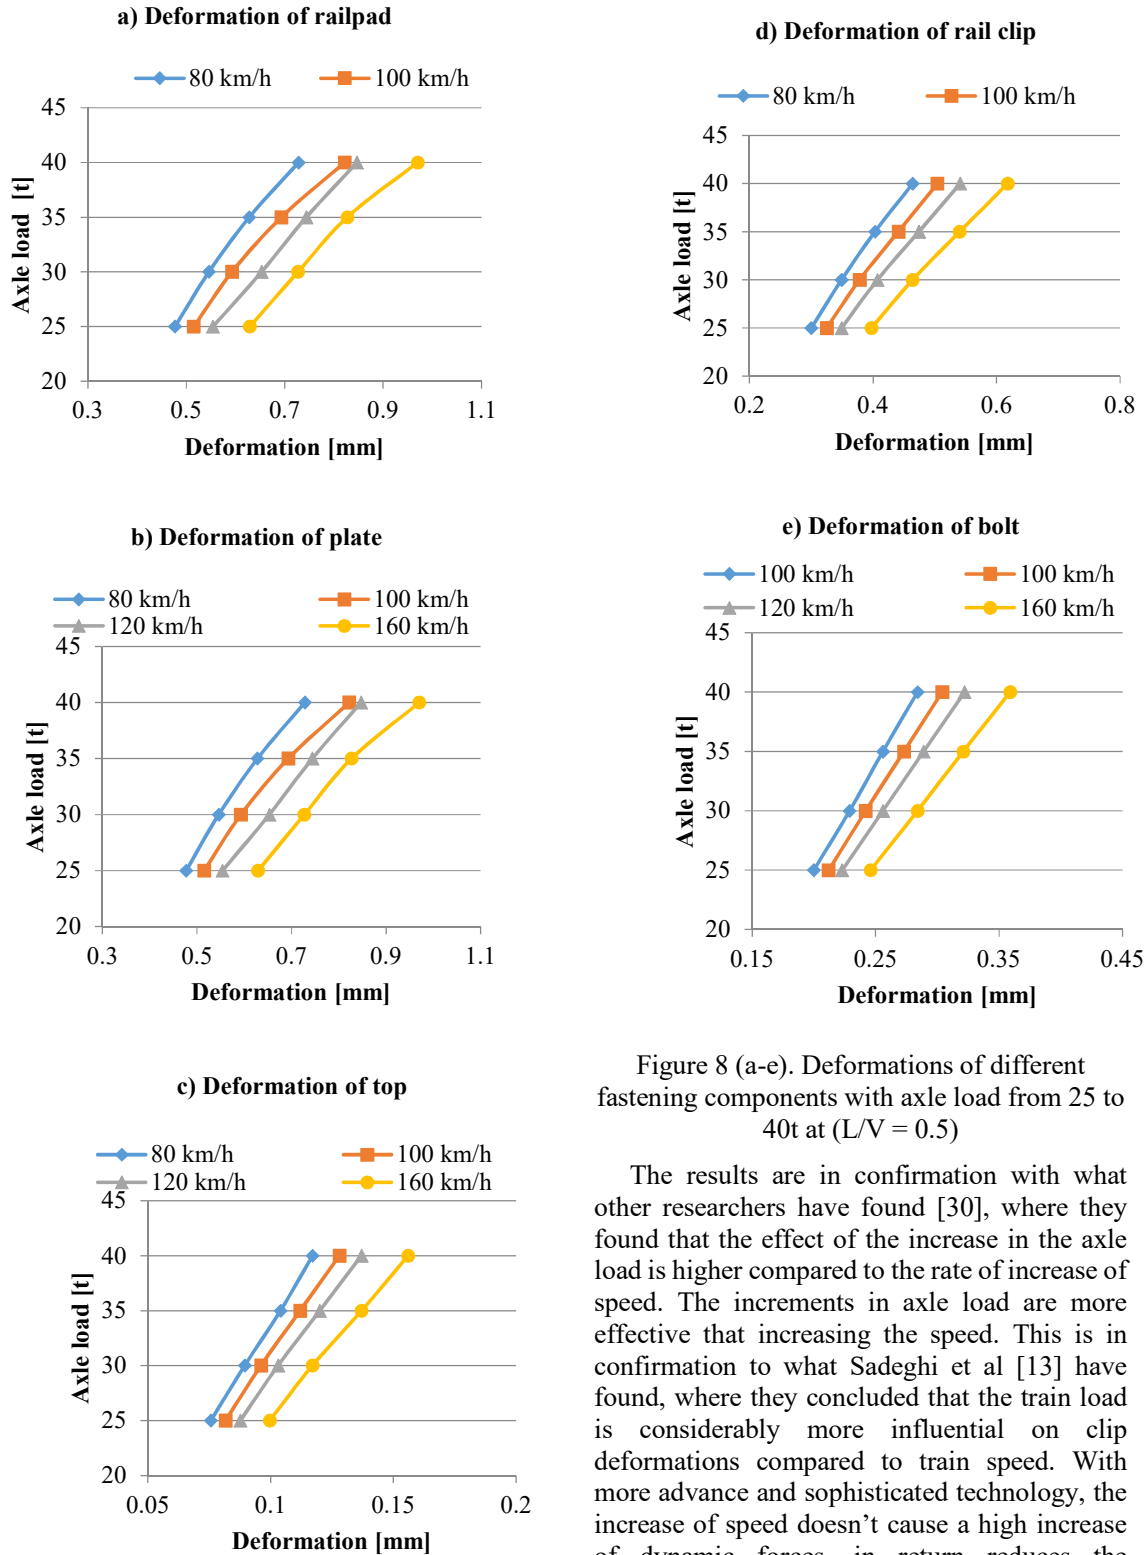 a) Deformation of railpad
80 km/h 100 km/h
45
40
35
30
25
20
Axle load [t]
0.3 0.5 0.7 0.9 1.1
Deformation [mm]
b) Deformation of plate
80 km/h 100 km/h
120 km/h 160 km/h
45
40
35
30
25
20
Axle load [t]
0.3 0.5 0.7 0.9 1.1
Deformation [mm]
c) Deformation of top
80 km/h 100 km/h
120 km/h 160 km/h
45
40
35
30
25
20
Axle load [t]
0.05 0.1 0.15 0.2
Deformation [mm]
d) Deformation of rail clip
80 km/h 100 km/h
45
40
35
30
25
20
Axle load [t]
0.2 0.4 0.6 0.8
Deformation [mm]
e) Deformation of bolt
100 km/h 100 km/h
120 km/h 160 km/h
45
40
35
30
25
20
Axle load [t]
0.15 0.25 0.35 0.45
Deformation [mm]
Figure 8 (a-e). Deformations of different
fastening components with axle load from 25 to
40t at (L/V = 0.5)
The results are in confirmation with what
other researchers have found [30], where they
found that the effect of the increase in the axle
load is higher compared to the rate of increase of
speed. The increments in axle load are more
effective that increasing the speed. This is in
confirmation to what Sadeghi et al [13] have
found, where they concluded that the train load
is considerably more influential on clip
deformations compared to train speed. With
more advance and sophisticated technology, the
increase of speed doesn’t cause a high increase
of dynamic forces, in return reduces the